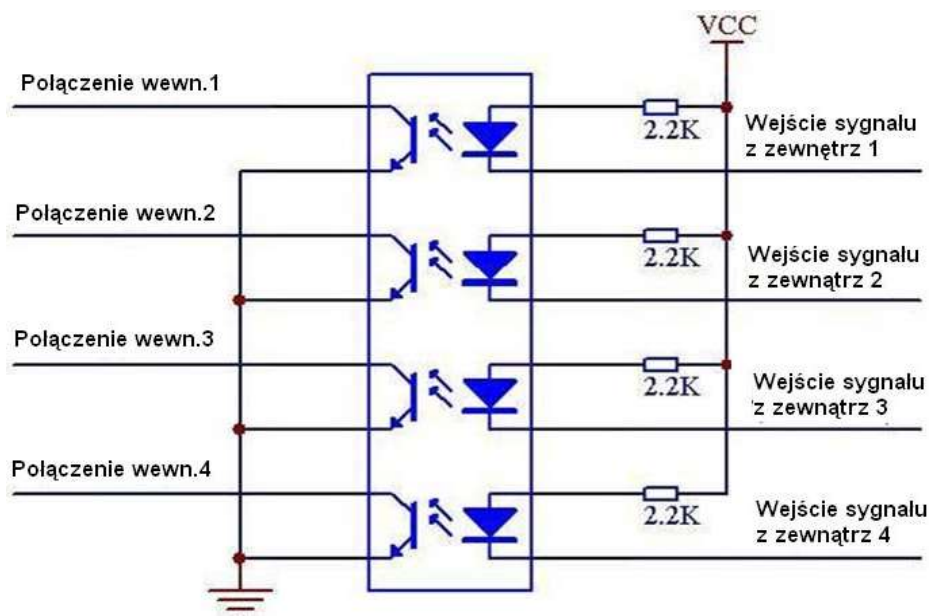 VCC
Połączenie wewn.1
2.2K
Wejście sygnału
z zewnętrz 1
Połączenie wewn.2
2.2K
Wejście sygnału
z zewnątrz 2
Połączenie wewn.3
2.2K
Wejście sygnału
z zewnątrz 3
Połączenie wewn.4
2.2K
Wejście sygnału
z zewnątrz 4